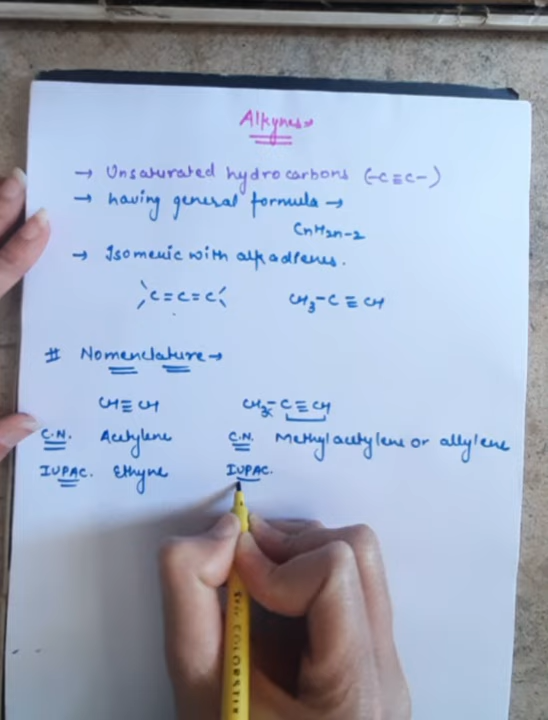 Alkynes→
→ Unsaturated hydrocarbons (-C≡C-)
→ having general formula →
CnH2n-2
→ Isomeric with alkadienes.
C=C=C CH3-C≡CH
# Nomenclature→
CH≡CH CH3-C≡CH
C.N. Acetylene C.N. Methylacetylene or allylene
IUPAC. Ethyne IUPAC.